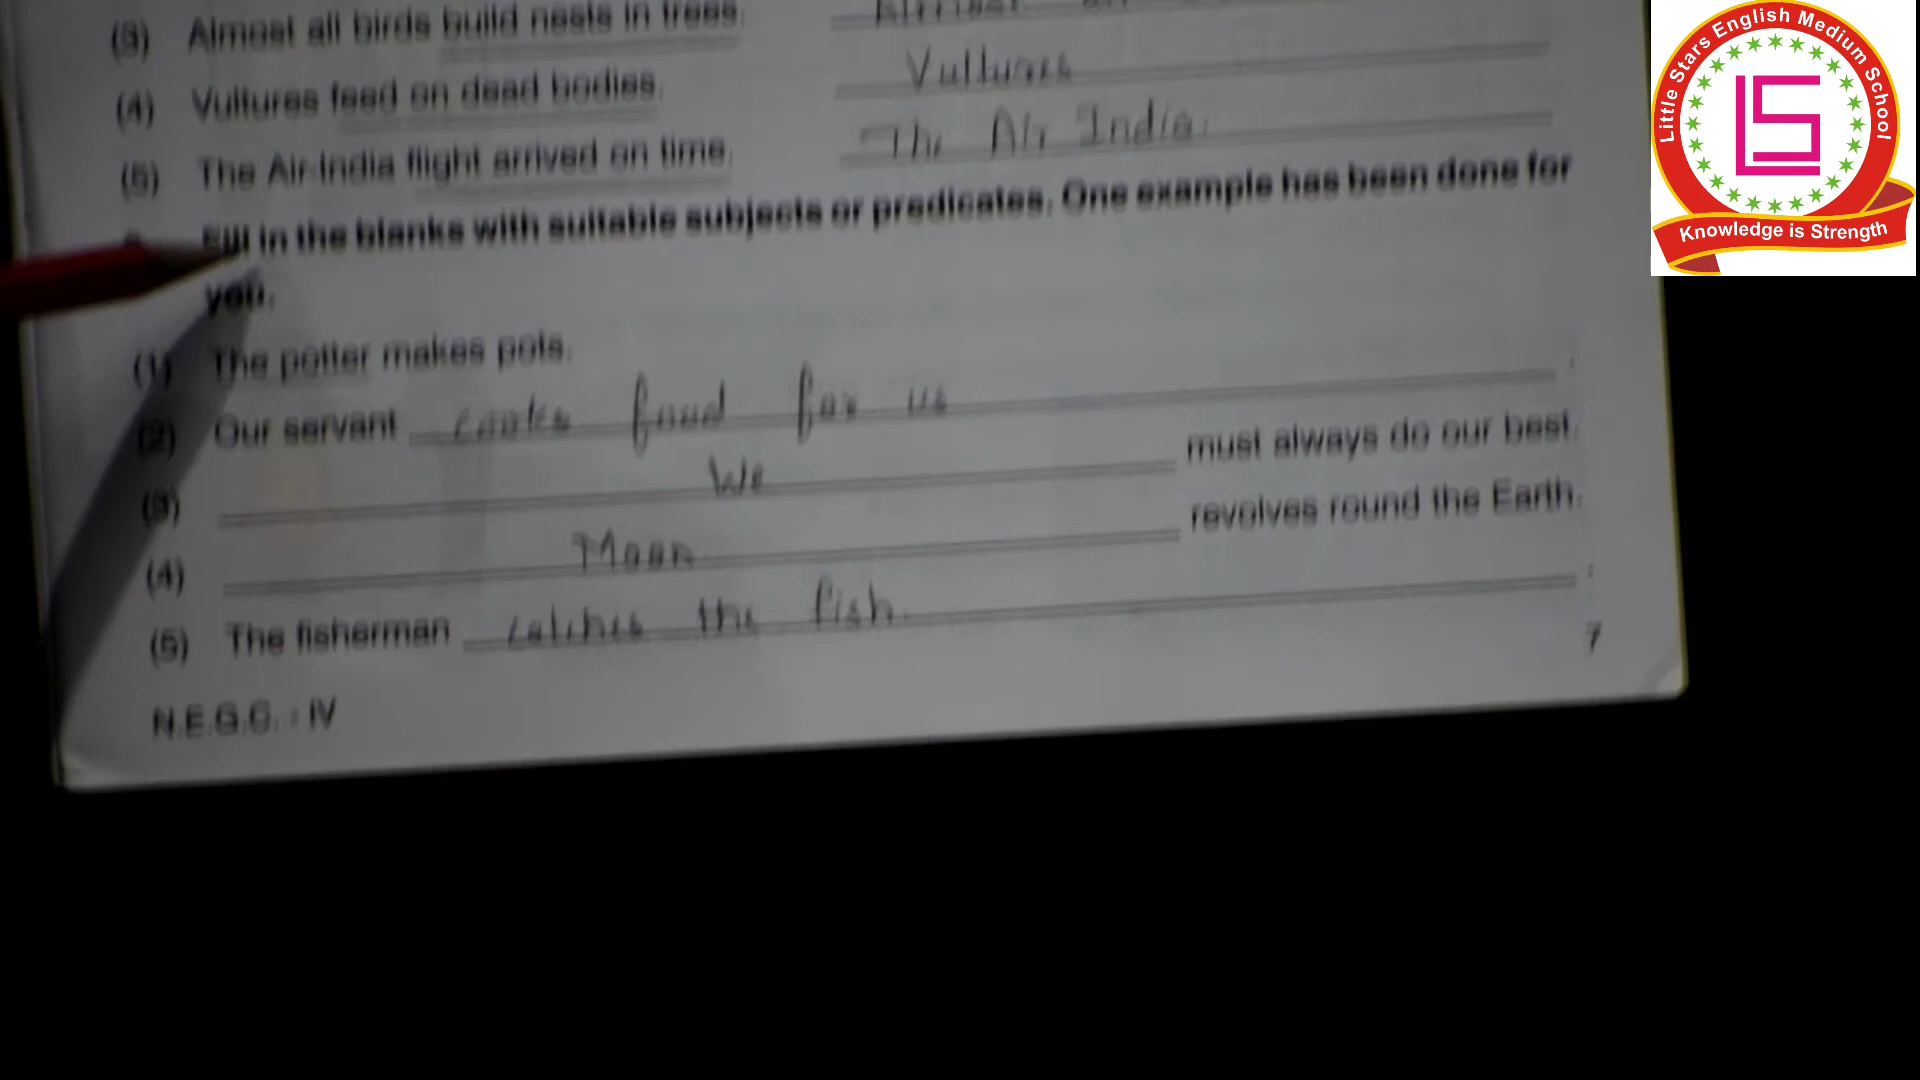 (3) Almost all birds build nests in trees.
(4) Vultures feed on dead bodies. Vultures
(5) The Air-India flight arrived on time. The Air India.
Fill in the blanks with suitable subjects or predicates. One example has been done for
you.
(1) The potter makes pots.
(2) Our servant cooks food for us.
(3) We must always do our best.
(4) Moon revolves round the Earth.
(5) The fisherman catches the fish.
N.E.G.C. : IV
7
Little Stars English Medium School
LS
Knowledge is Strength